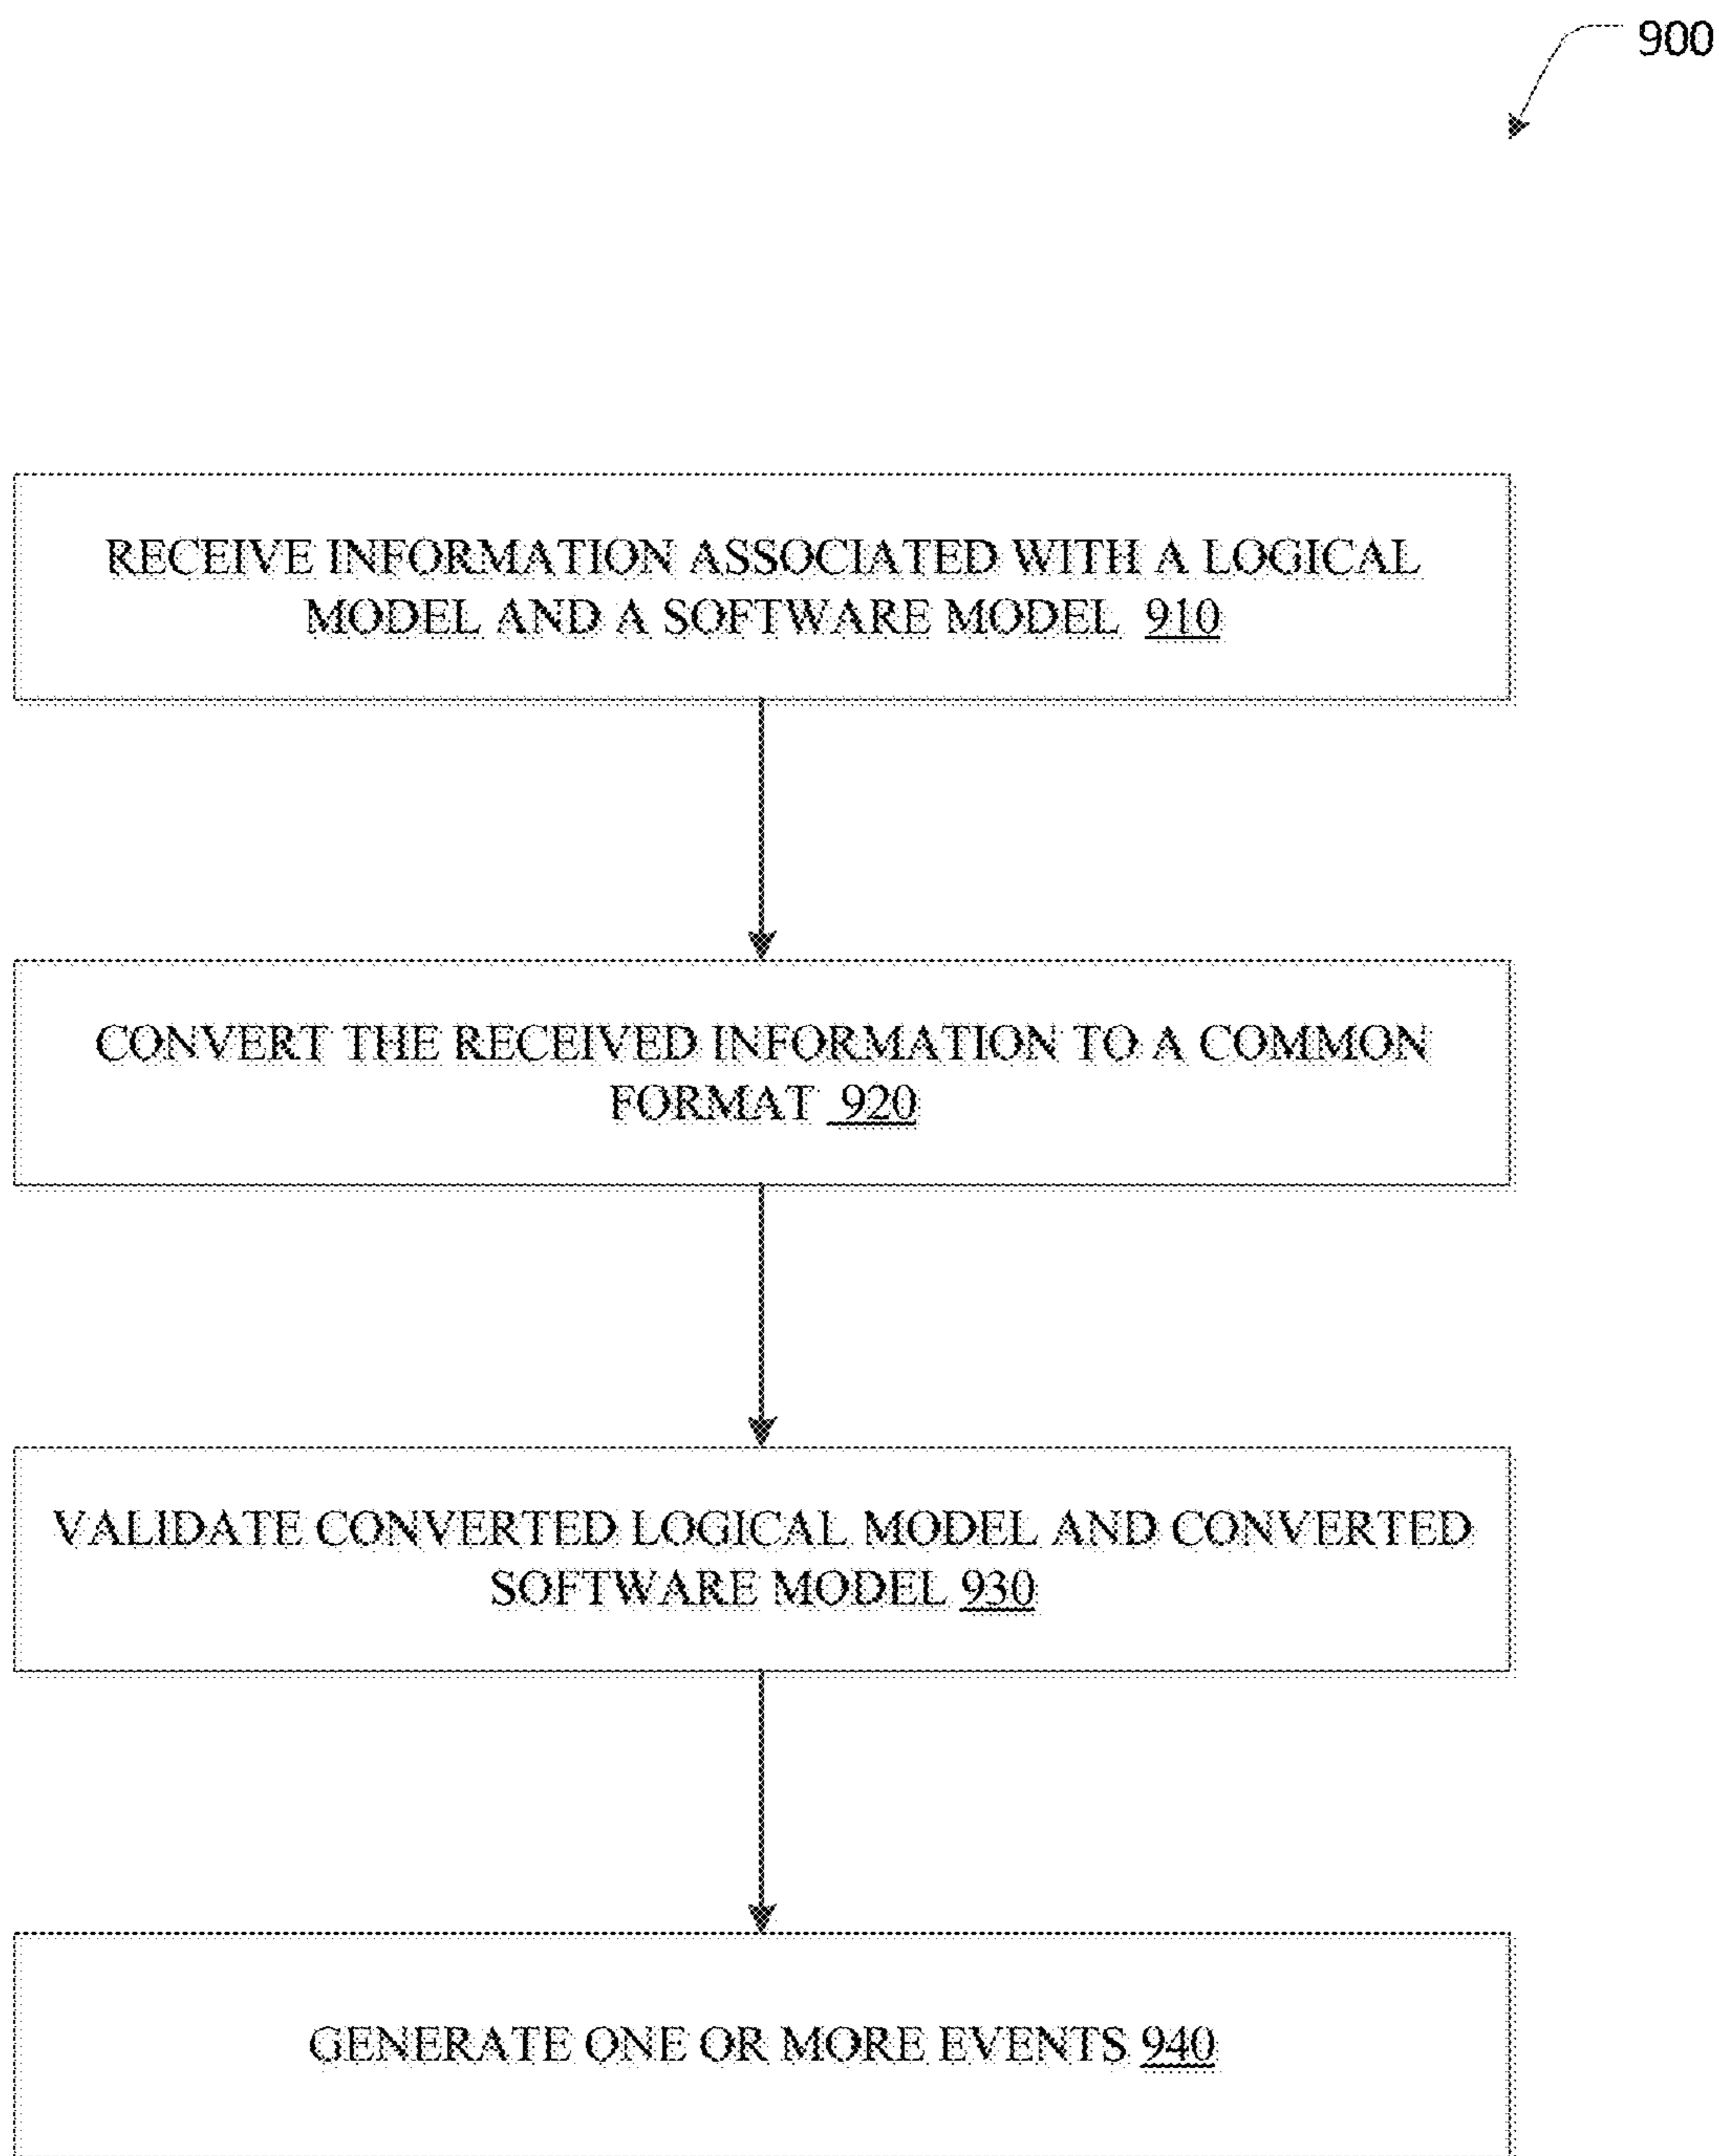 900
RECEIVE INFORMATION ASSOCIATED WITH A LOGICAL
MODEL AND A SOFTWARE MODEL 910
CONVERT THE RECEIVED INFORMATION TO A COMMON
FORMAT 920
VALIDATE CONVERTED LOGICAL MODEL AND CONVERTED
SOFTWARE MODEL 930
GENERATE ONE OR MORE EVENTS 940